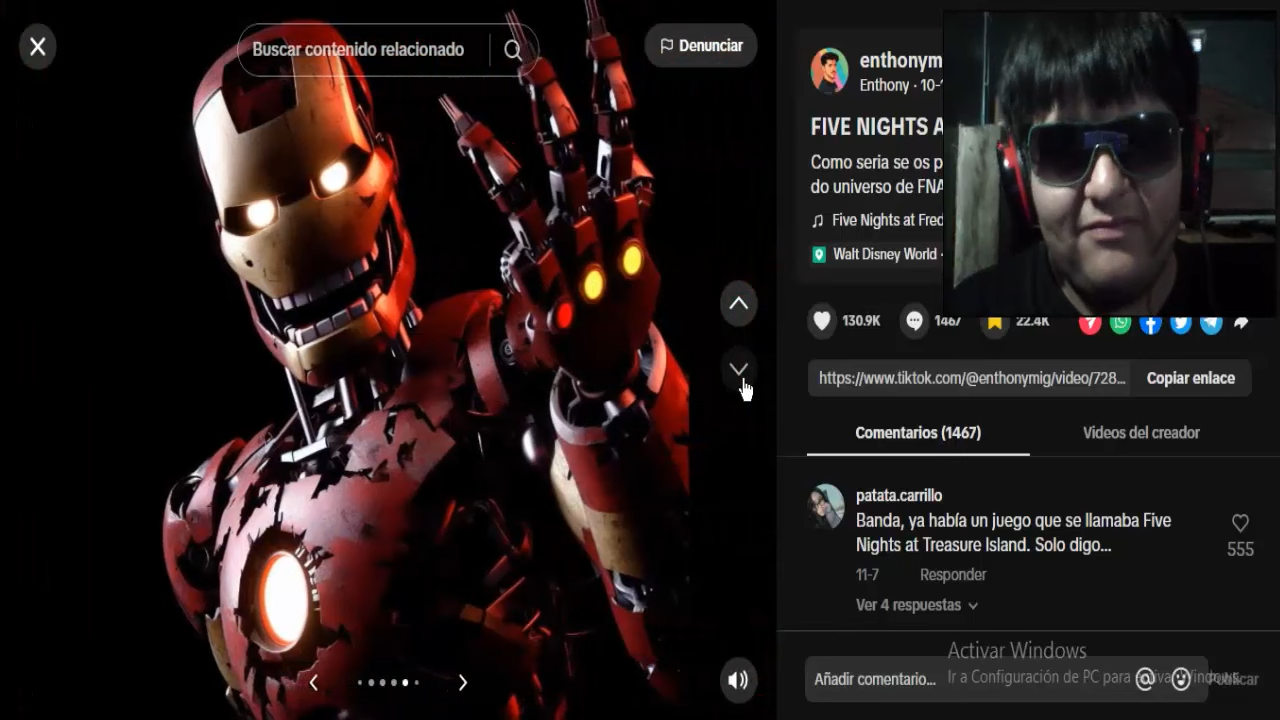 Buscar contenido relacionado
Denunciar
enthonym
Enthony · 10-
FIVE NIGHTS A
Como seria se os p
do universo de FNA
Five Nights at Fred
Walt Disney World ·
130.9K
1467
22.4K
https://www.tiktok.com/@enthonymig/video/728...
Copiar enlace
Comentarios (1467)
Videos del creador
patata.carrillo
Banda, ya había un juego que se llamaba Five
Nights at Treasure Island. Solo digo...
555
11-7
Responder
Ver 4 respuestas
Activar Windows
Ir a Configuración de PC para activar Windows.
Añadir comentario...